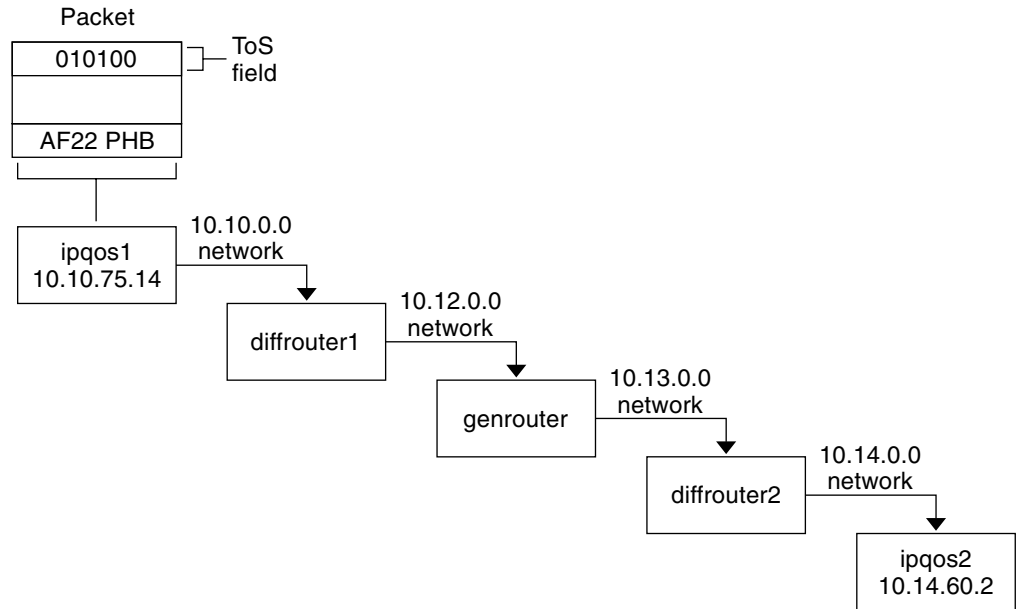 Packet
010100
ToS
field
AF22 PHB
ipqos1
10.10.75.14
10.10.0.0
network
diffrouter1
10.12.0.0
network
genrouter
10.13.0.0
network
diffrouter2
10.14.0.0
network
ipqos2
10.14.60.2